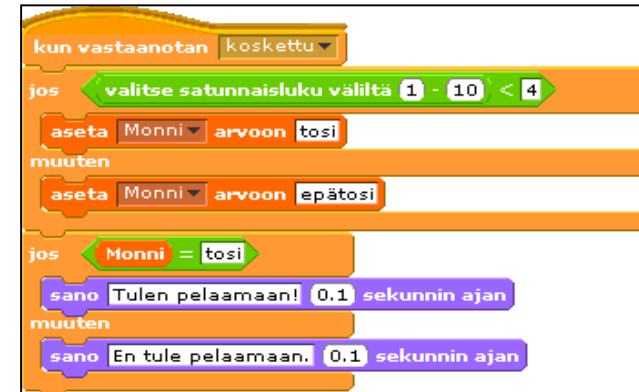 kun vastaanotan koskettu
jos valitse satunnaisluku väliltä 1 - 10 < 4
aseta Monni arvoon tosi
muuten
aseta Monni arvoon epätosi
jos Monni = tosi
sano Tulen pelaamaan! 0.1 sekunnin ajan
muuten
sano En tule pelaamaan. 0.1 sekunnin ajan